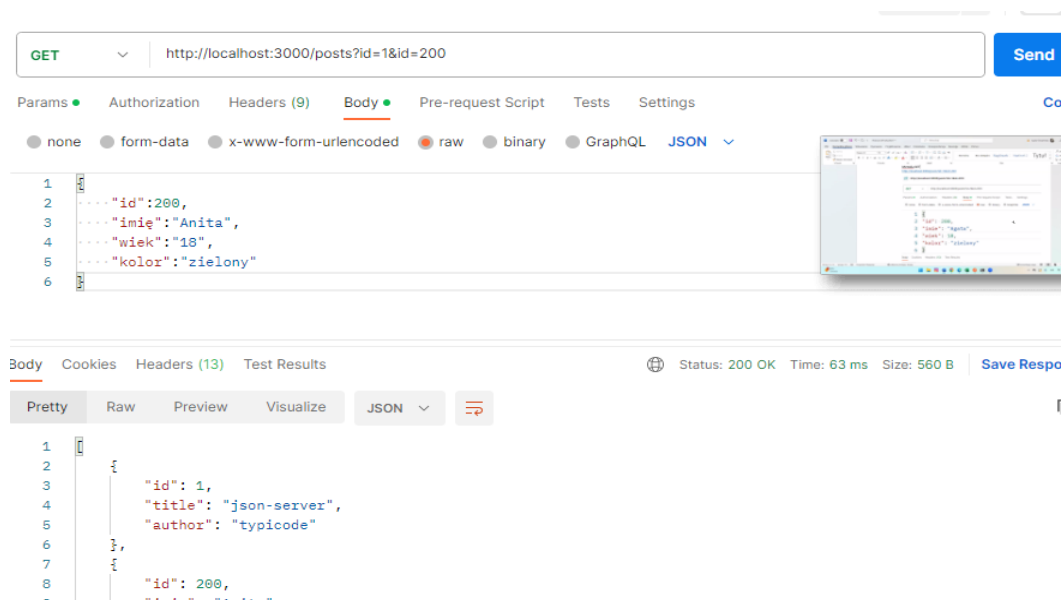 GET http://localhost:3000/posts?id=1&id=200 Send
Params Authorization Headers (9) Body Pre-request Script Tests Settings
none form-data x-www-form-urlencoded raw binary GraphQL JSON
1 {
2 "id":200,
3 "imię":"Anita",
4 "wiek":"18",
5 "kolor":"zielony"
6 }
Body Cookies Headers (13) Test Results Status: 200 OK Time: 63 ms Size: 560 B Save Respo
Pretty Raw Preview Visualize JSON
1 [
2 {
3 "id": 1,
4 "title": "json-server",
5 "author": "typicode"
6 },
7 {
8 "id": 200,